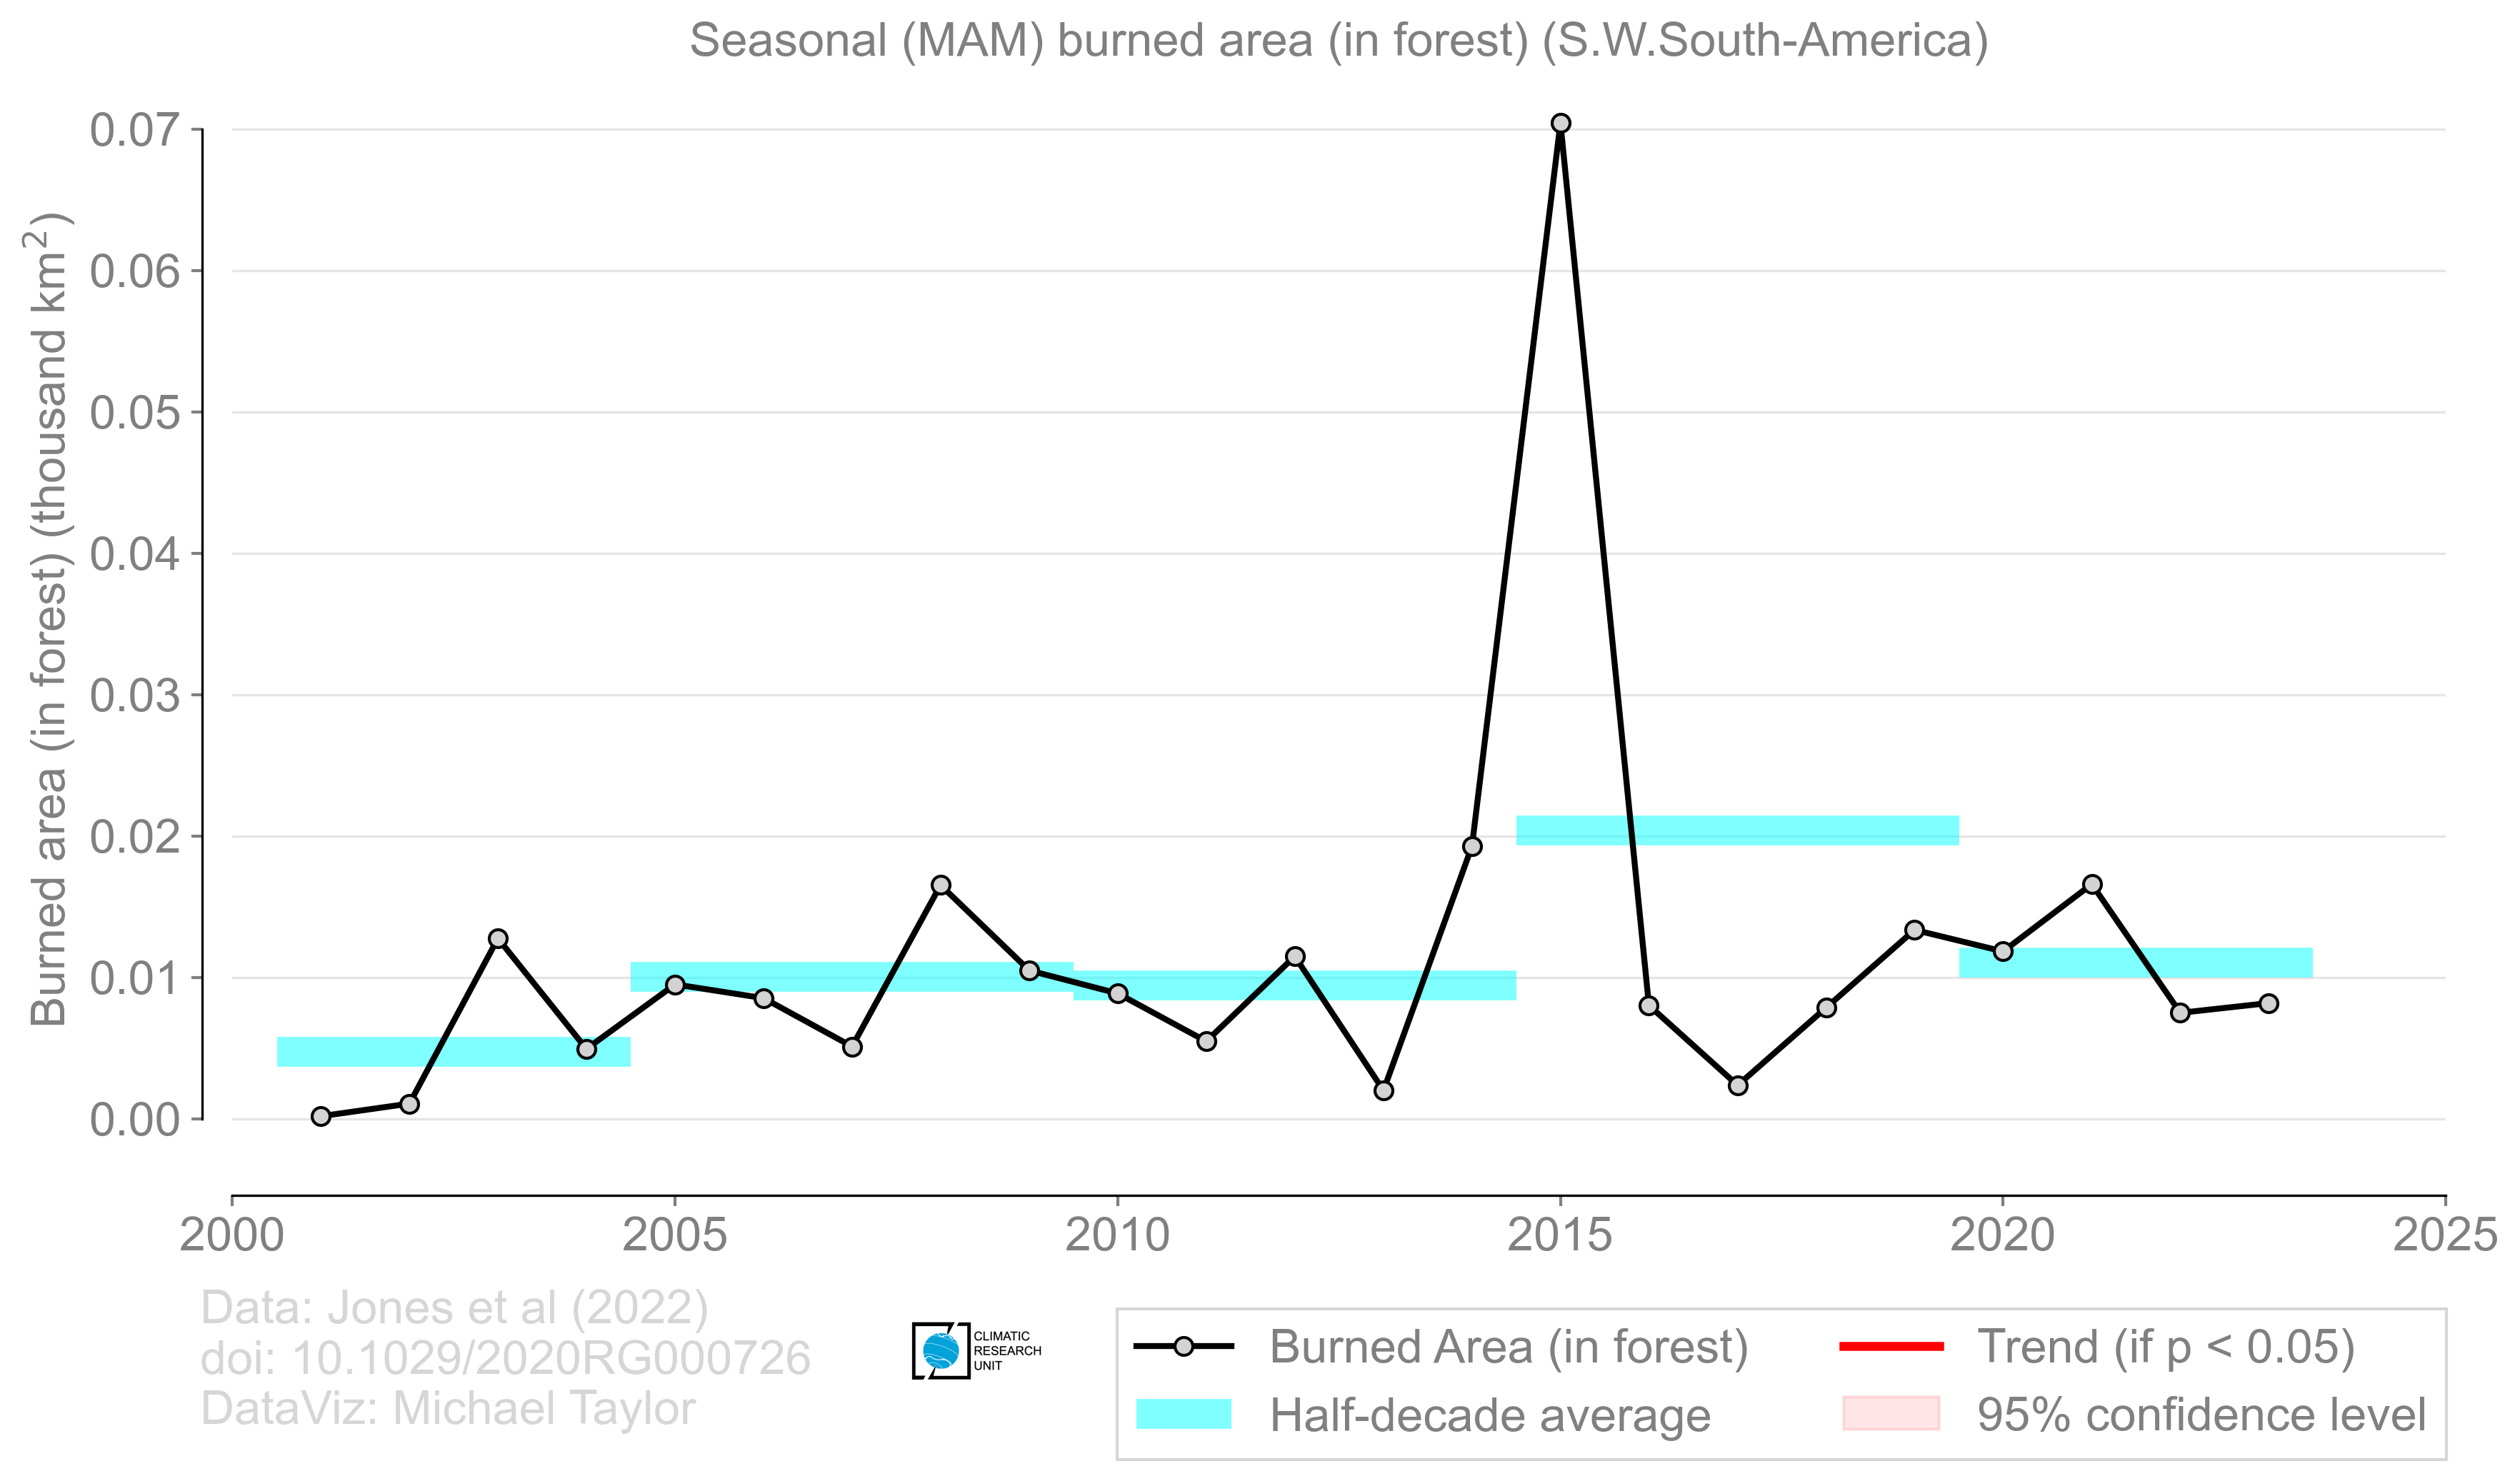 Seasonal (MAM) burned area (in forest) (S.W.South-America)
Burned area (in forest) (thousand km²)
0.07
0.06
0.05
0.04
0.03
0.02
0.01
0.00
2000
2005
2010
2015
2020
2025
Data: Jones et al (2022)
doi: 10.1029/2020RG000726
DataViz: Michael Taylor
CLIMATIC
RESEARCH
UNIT
Burned Area (in forest)
Half-decade average
Trend (if p < 0.05)
95% confidence level